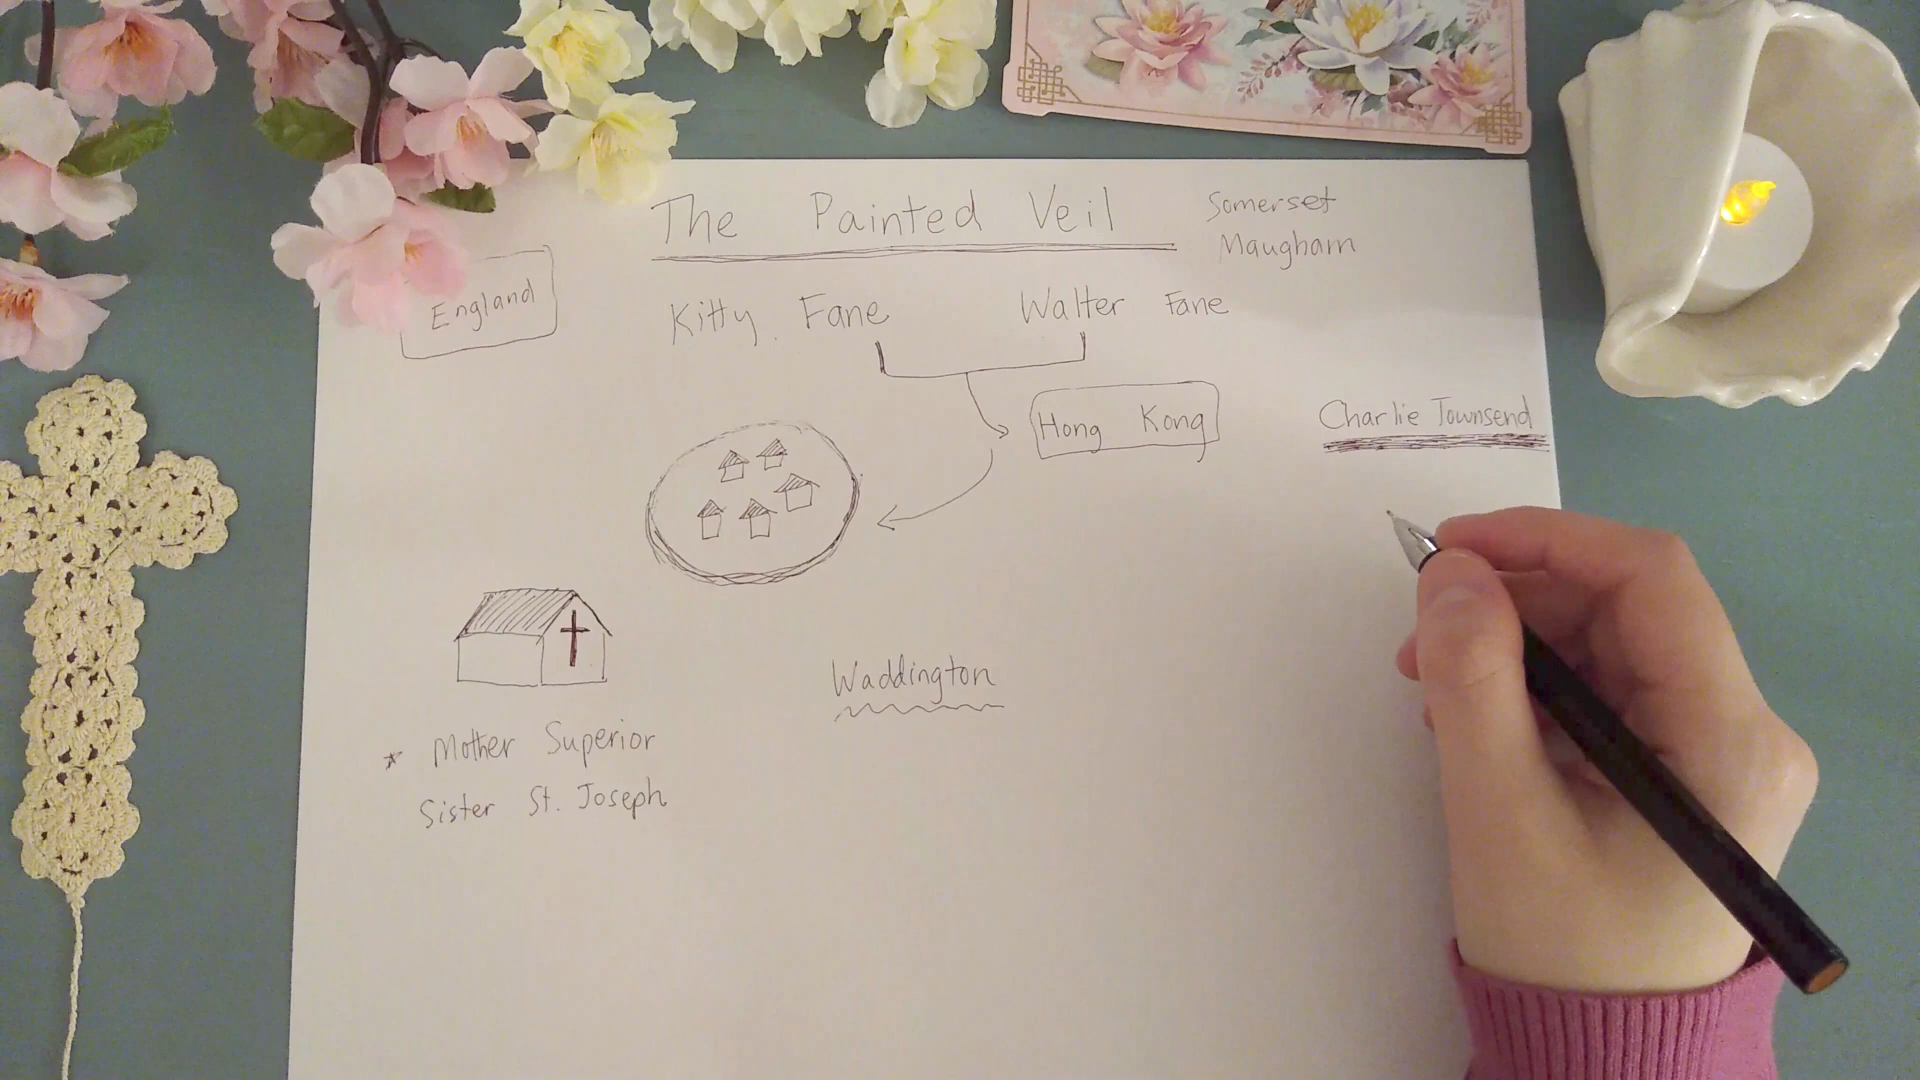 The Painted Veil
Somerset
Maugham
England
Kitty Fane
Walter Fane
Hong Kong
Charlie Townsend
Waddington
* Mother Superior
Sister St. Joseph